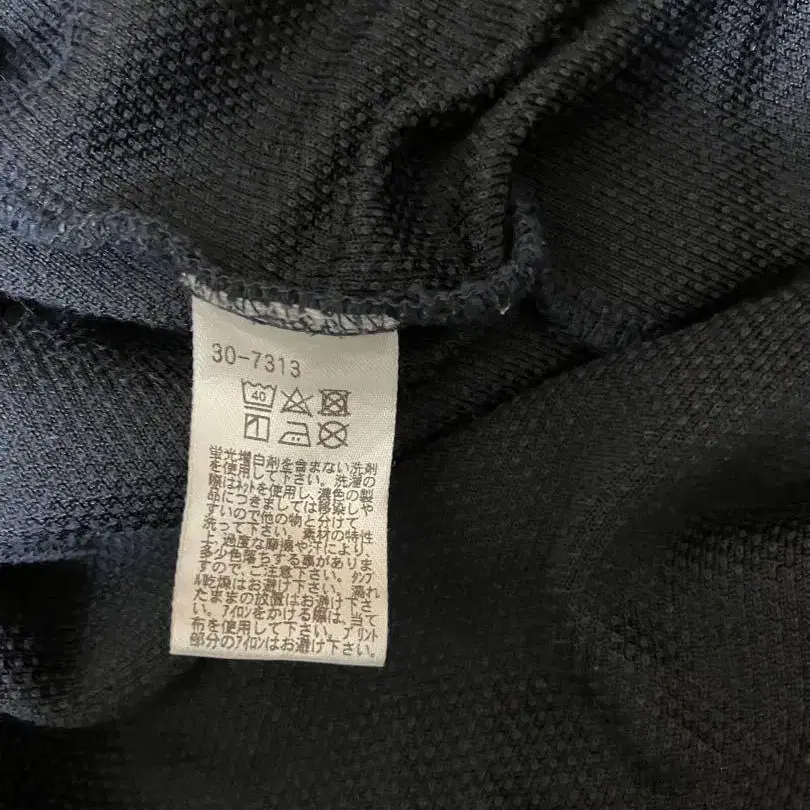 30-7313
40
蛍光増白剤を含まない洗剤
を使用して下さい。洗濯の
際はネットを使用し、濃色の製
品につきましては移染しや
すいので他の物と分けて
洗って下さい。素材の特性
上、過度な摩擦や汗により
多少色落ちする事がありま
すので、ご注意下さい。タンブ
ル乾燥はお避け下さい。濡れ
たままの放置はお避け下さ
い。アイロンをかける際は、当て
布を使用して下さい。プリント
部分のアイロンはお避け下さい。